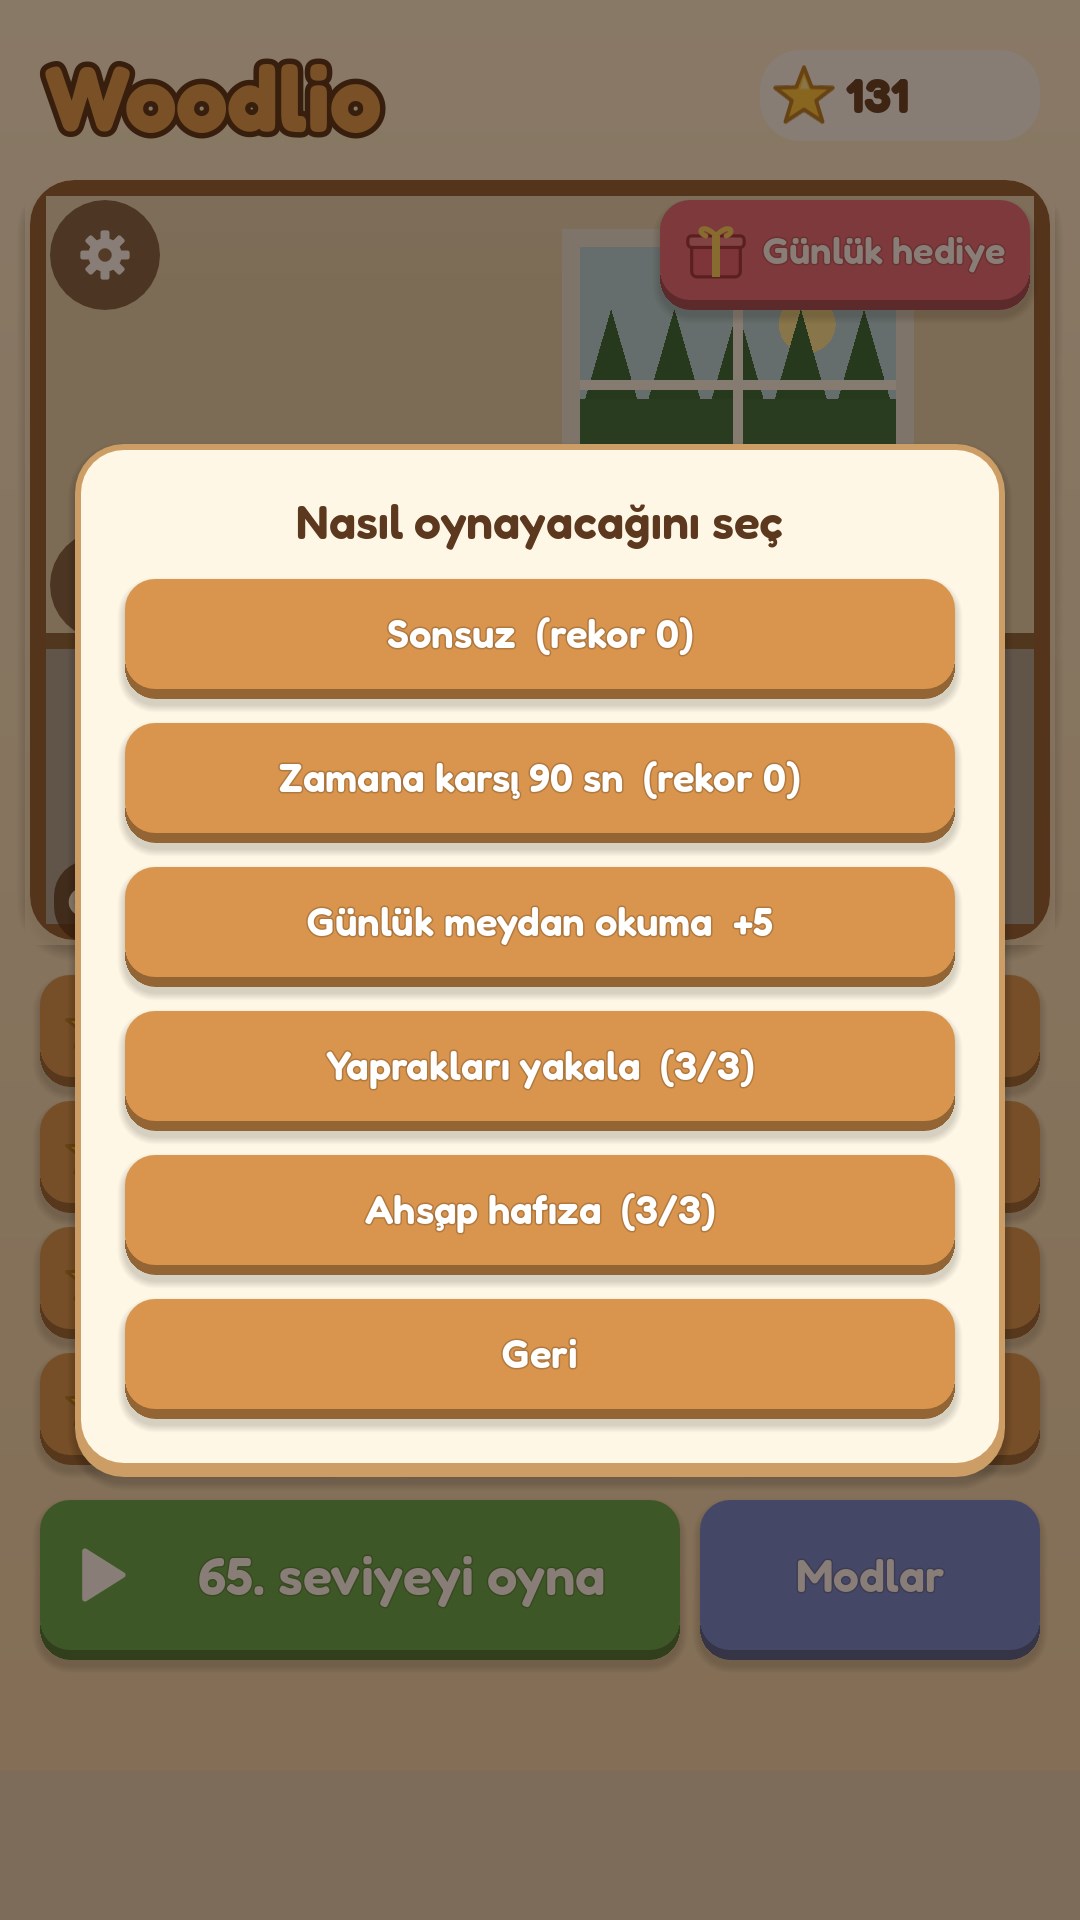 Woodlio
131
Günlük hediye
Nasıl oynayacağını seç
Sonsuz (rekor 0)
Zamana karşı 90 sn (rekor 0)
Günlük meydan okuma +5
Yaprakları yakala (3/3)
Ahşap hafıza (3/3)
Geri
65. seviyeyi oyna
Modlar